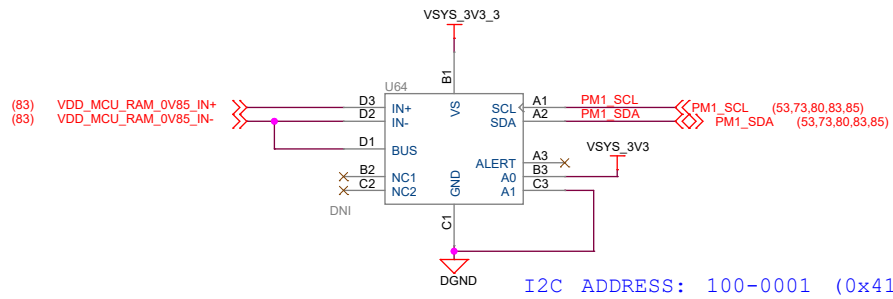 VSYS_3V3_3
B1
U64
(83) VDD_MCU_RAM_0V85_IN+ D3 IN+ VS SCL A1 PM1_SCL PM1_SCL (53,73,80,83,85)
(83) VDD_MCU_RAM_0V85_IN- D2 IN- SDA A2 PM1_SDA PM1_SDA (53,73,80,83,85)
D1 BUS VSYS_3V3
ALERT A3
B2 NC1 GND A0 B3
C2 NC2 A1 C3
DNI
C1
DGND
I2C ADDRESS: 100-0001 (0x41